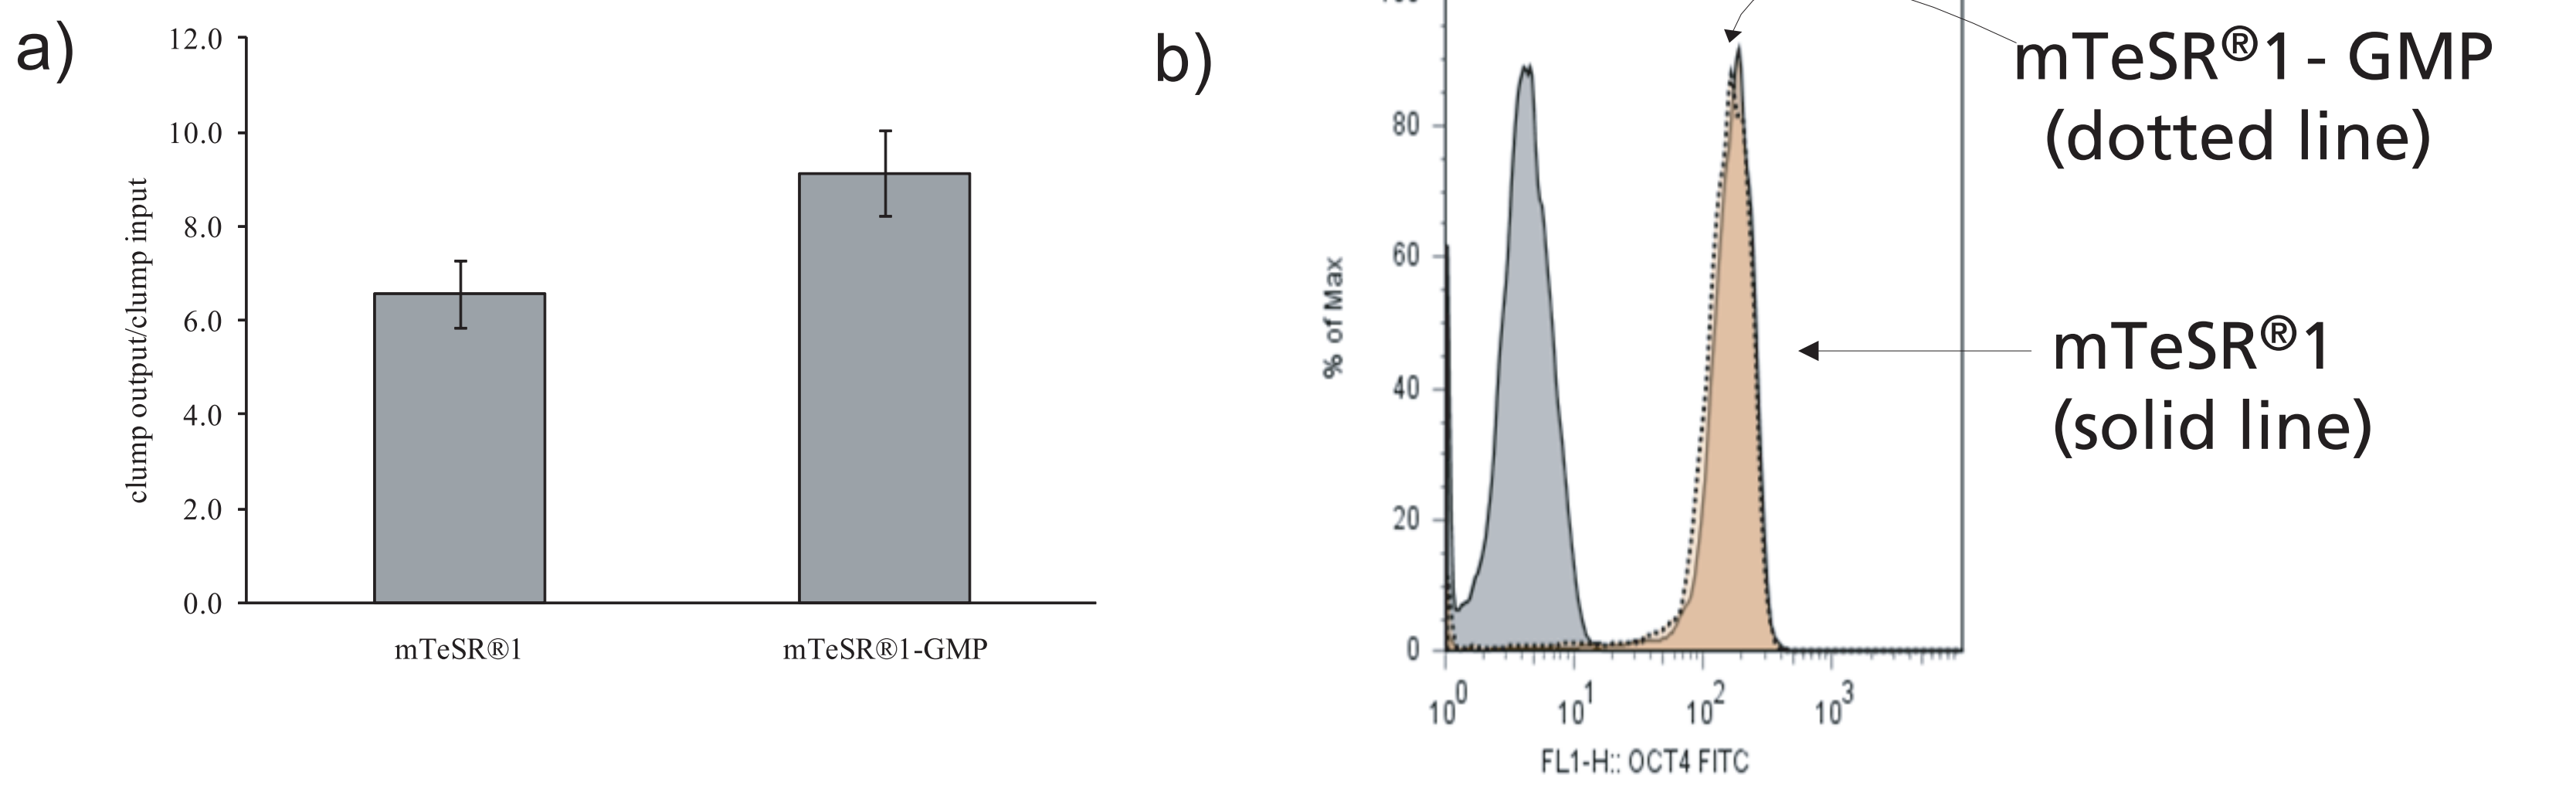 a)
12.0
10.0
8.0
6.0
4.0
2.0
0.0
clump output/clump input
mTeSR®1
mTeSR®1-GMP
b)
80
60
40
20
0
% of Max
10^0
10^1
10^2
10^3
FL1-H:: OCT4 FITC
mTeSR®1- GMP
(dotted line)
mTeSR®1
(solid line)